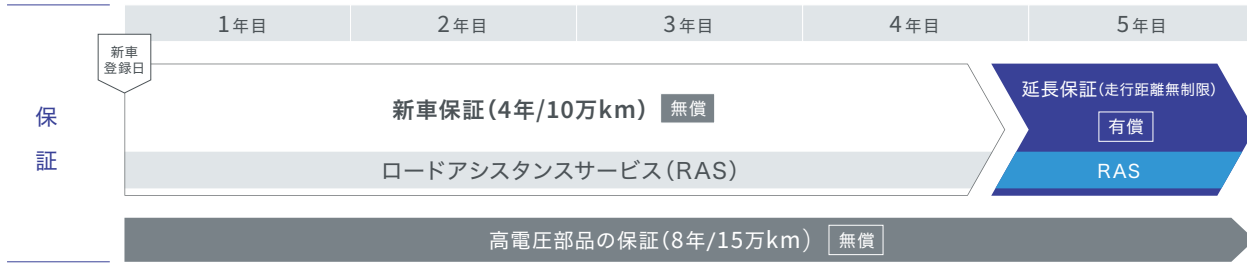 1年目 2年目 3年目 4年目 5年目
新車
登録日
保
証
新車保証(4年/10万km) 無償
延長保証(走行距離無制限)
有償
ロードアシスタンスサービス(RAS)
RAS
高電圧部品の保証(8年/15万km) 無償